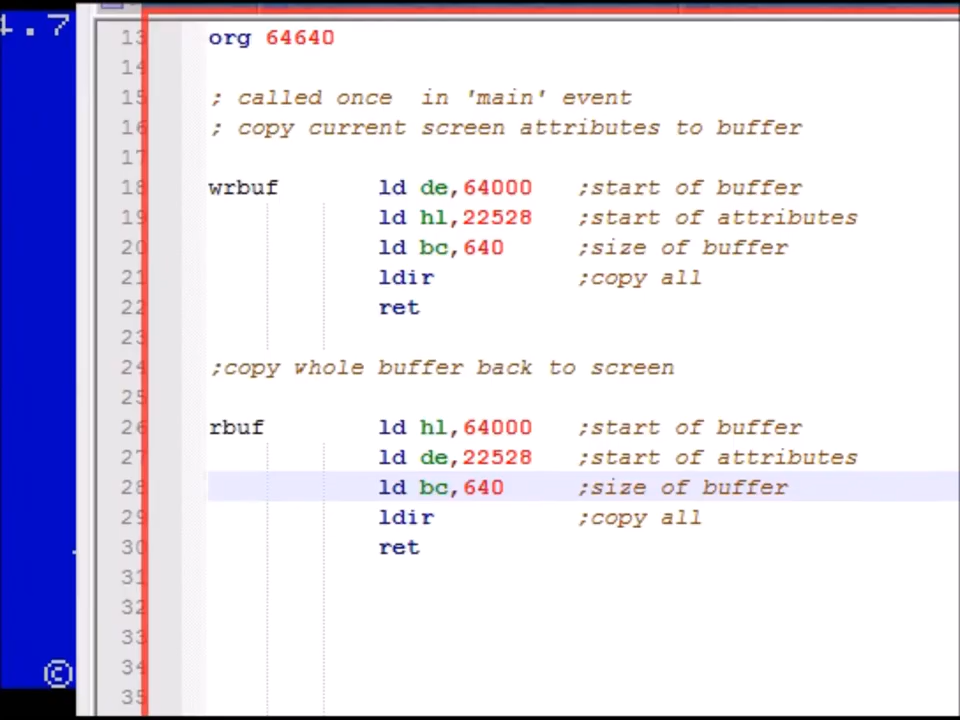 4.7
13 org 64640
14
15 ; called once  in 'main' event
16 ; copy current screen attributes to buffer
17
18 wrbuf ld de,64000 ;start of buffer
19 ld hl,22528 ;start of attributes
20 ld bc,640 ;size of buffer
21 ldir ;copy all
22 ret
23
24 ;copy whole buffer back to screen
25
26 rbuf ld hl,64000 ;start of buffer
27 ld de,22528 ;start of attributes
28 ld bc,640 ;size of buffer
29 ldir ;copy all
30 ret
31
32
33
34
35
©